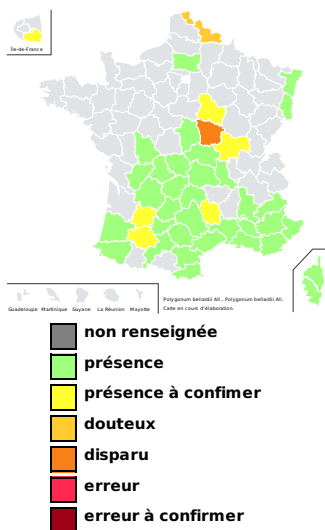 Île-de-France
Guadeloupe Martinique Guyane La Réunion Mayotte
Polygonum bellardii All., Polygonum bellardii All.
Carte en cours d'élaboration.
non renseignée
présence
présence à confimer
douteux
disparu
erreur
erreur à confirmer